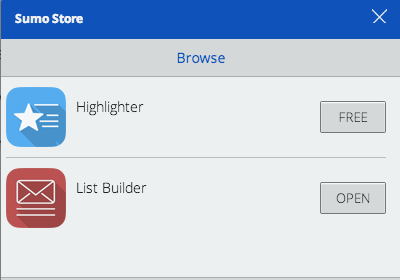 Sumo Store
Browse
Highlighter
FREE
List Builder
OPEN